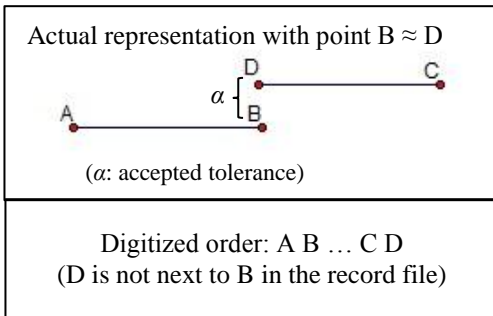 Actual representation with point B ≈ D
D C
α {
A B
(α: accepted tolerance)
Digitized order: A B … C D
(D is not next to B in the record file)